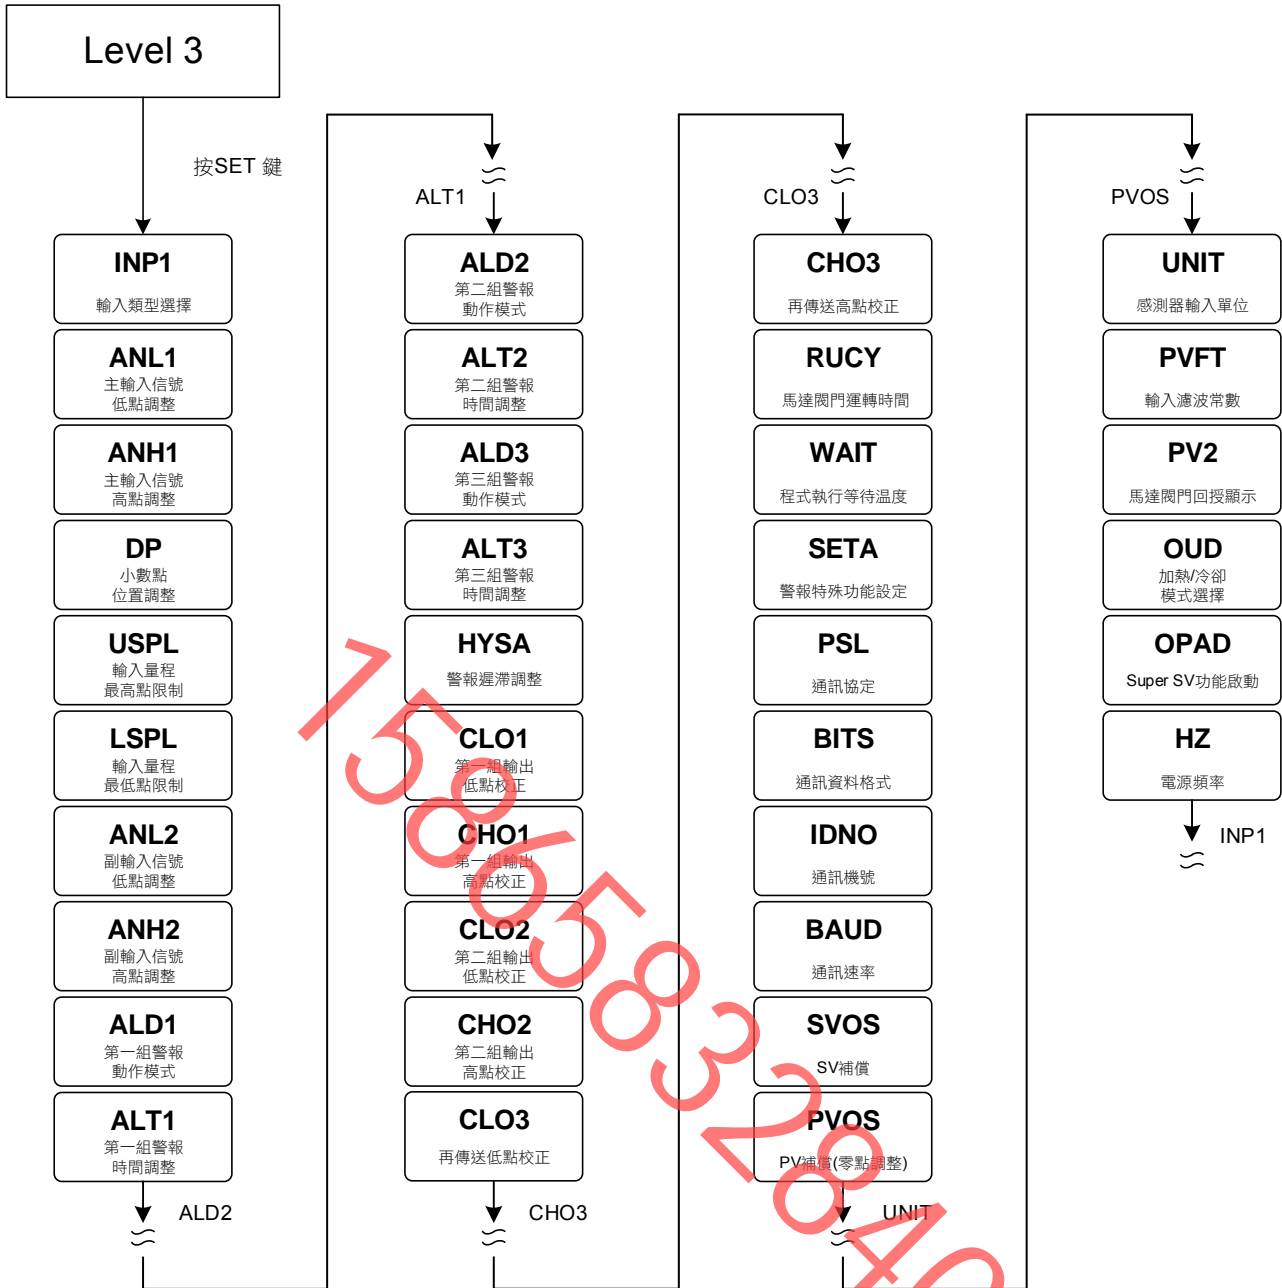 Level 3
按SET 鍵
INP1
輸入類型選擇
ANL1
主輸入信號
低點調整
ANH1
主輸入信號
高點調整
DP
小數點
位置調整
USPL
輸入量程
最高點限制
LSPL
輸入量程
最低點限制
ANL2
副輸入信號
低點調整
ANH2
副輸入信號
高點調整
ALD1
第一組警報
動作模式
ALT1
第一組警報
時間調整
ALD2
ALT1
ALD2
第二組警報
動作模式
ALT2
第二組警報
時間調整
ALD3
第三組警報
動作模式
ALT3
第三組警報
時間調整
HYSA
警報遲滯調整
CLO1
第一組輸出
低點校正
CHO1
第一組輸出
高點校正
CLO2
第二組輸出
低點校正
CHO2
第二組輸出
高點校正
CLO3
再傳送低點校正
CHO3
CLO3
CHO3
再傳送高點校正
RUCY
馬達閥門運轉時間
WAIT
程式執行等待溫度
SETA
警報特殊功能設定
PSL
通訊協定
BITS
通訊資料格式
IDNO
通訊機號
BAUD
通訊速率
SVOS
SV補償
PVOS
PV補償(零點調整)
UNIT
PVOS
UNIT
感測器輸入單位
PVFT
輸入濾波常數
PV2
馬達閥門回授顯示
OUD
加熱/冷卻
模式選擇
OPAD
Super SV功能啟動
HZ
電源頻率
INP1
15865832840